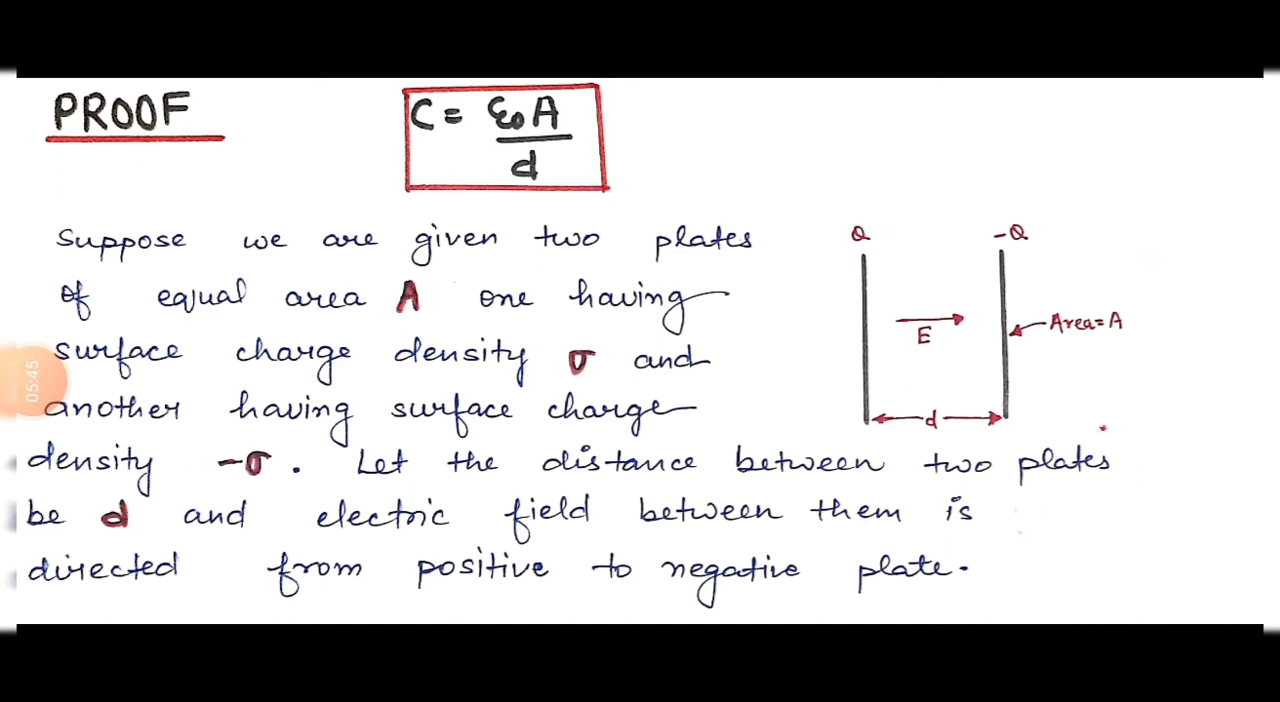 PROOF
C = ε₀A
d
Suppose we are given two plates
of equal area A one having
surface charge density σ and
another having surface charge
density -σ. Let the distance between two plates
be d and electric field between them is
directed from positive to negative plate.
Q
-Q
E
Area=A
d
05:45